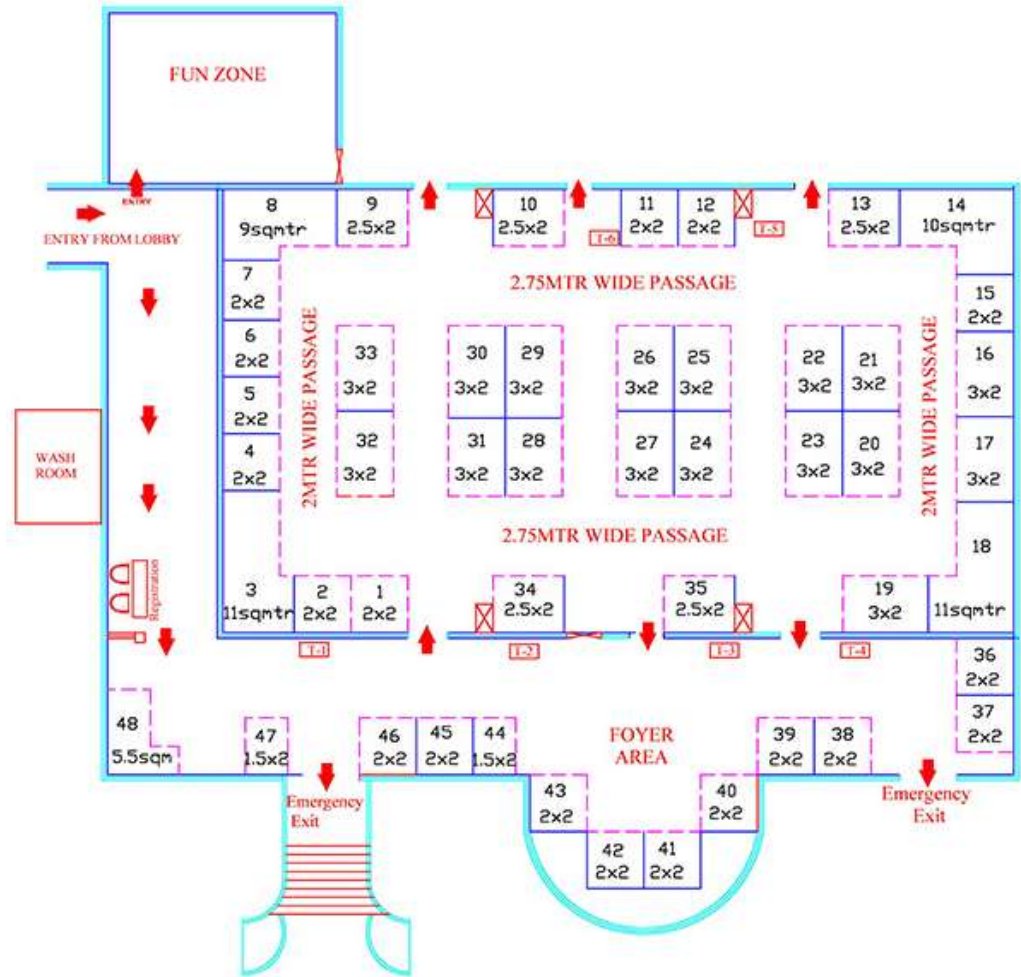 FUN ZONE
ENTRY
ENTRY FROM LOBBY
8
9sqmtr
9
2.5x2
10
2.5x2
11
2x2
12
2x2
13
2.5x2
14
10sqmtr
T-6
T-5
7
2x2
6
2x2
5
2x2
4
2x2
2.75MTR WIDE PASSAGE
2MTR WIDE PASSAGE
33
3x2
30
3x2
29
3x2
26
3x2
25
3x2
22
3x2
21
3x2
32
3x2
31
3x2
28
3x2
27
3x2
24
3x2
23
3x2
20
3x2
2MTR WIDE PASSAGE
15
2x2
16
3x2
17
3x2
18
11sqmtr
2.75MTR WIDE PASSAGE
WASH
ROOM
Registration
3
11sqmtr
2
2x2
1
2x2
34
2.5x2
35
2.5x2
19
3x2
T-1
T-2
T-3
T-4
36
2x2
37
2x2
48
5.5sqm
47
1.5x2
46
2x2
45
2x2
44
1.5x2
FOYER
AREA
39
2x2
38
2x2
43
2x2
40
2x2
42
2x2
41
2x2
Emergency
Exit
Emergency
Exit